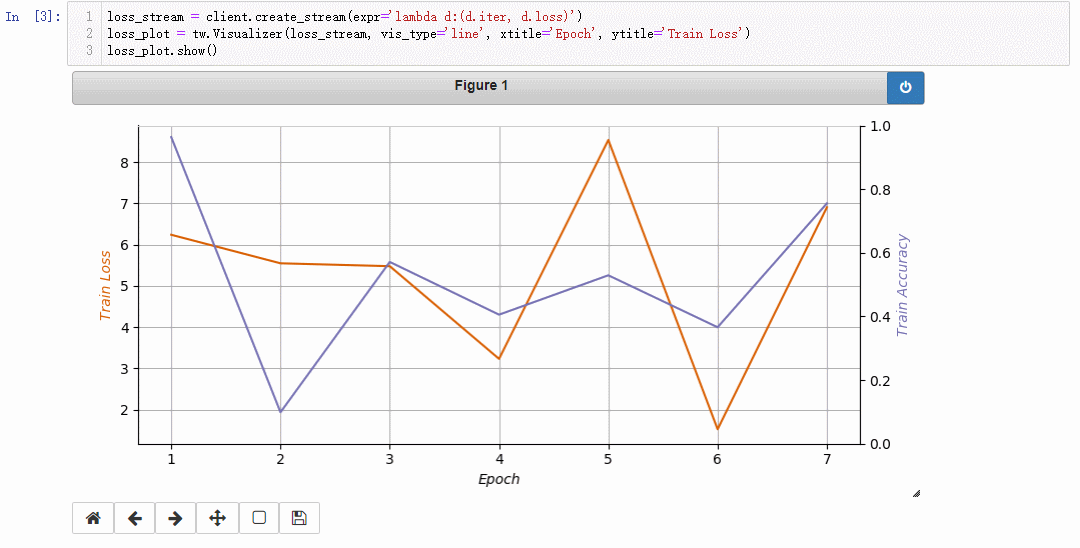 In [3]:
1 loss_stream = client.create_stream(expr='lambda d:(d.iter, d.loss)')
2 loss_plot = tw.Visualizer(loss_stream, vis_type='line', xtitle='Epoch', ytitle='Train Loss')
3 loss_plot.show()
Figure 1
8
7
6
5
4
3
2
Train Loss
1.0
0.8
0.6
0.4
0.2
0.0
Train Accuracy
1 2 3 4 5 6 7
Epoch